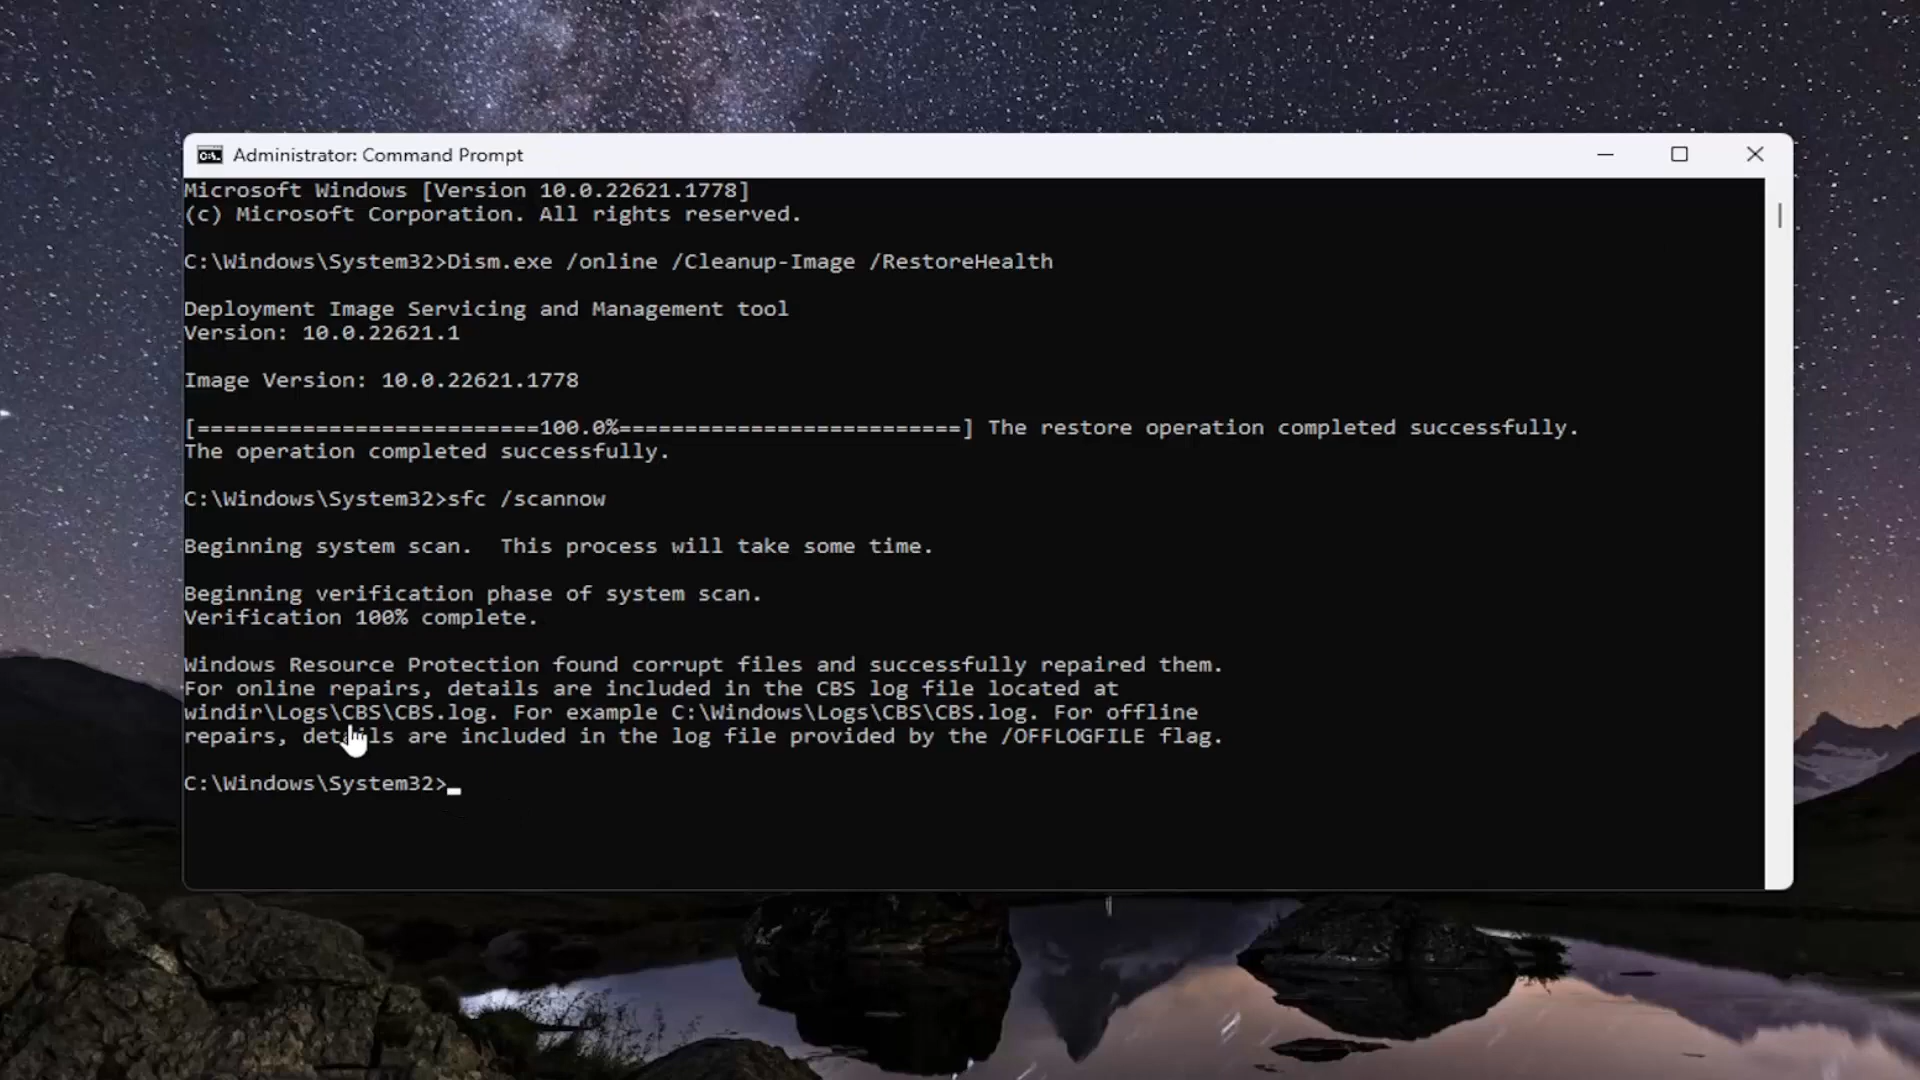 Administrator: Command Prompt
Microsoft Windows [Version 10.0.22621.1778]
(c) Microsoft Corporation. All rights reserved.
C:\Windows\System32>Dism.exe /online /Cleanup-Image /RestoreHealth
Deployment Image Servicing and Management tool
Version: 10.0.22621.1
Image Version: 10.0.22621.1778
[==========================100.0%==========================] The restore operation completed successfully.
The operation completed successfully.
C:\Windows\System32>sfc /scannow
Beginning system scan.  This process will take some time.
Beginning verification phase of system scan.
Verification 100% complete.
Windows Resource Protection found corrupt files and successfully repaired them.
For online repairs, details are included in the CBS log file located at
windir\Logs\CBS\CBS.log. For example C:\Windows\Logs\CBS\CBS.log. For offline
repairs, details are included in the log file provided by the /OFFLOGFILE flag.
C:\Windows\System32>